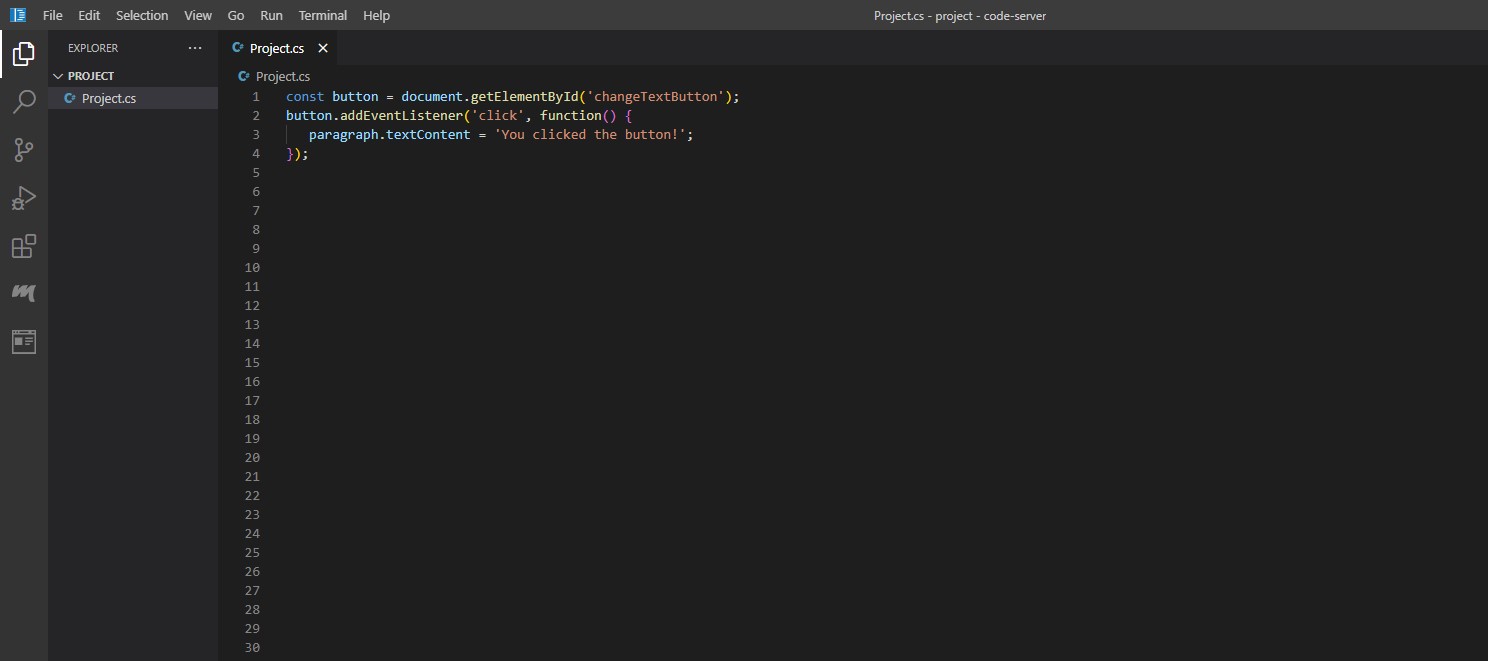 File Edit Selection View Go Run Terminal Help
Project.cs - project - code-server
EXPLORER
PROJECT
C# Project.cs
C# Project.cs
C# Project.cs
1 const button = document.getElementById('changeTextButton');
2 button.addEventListener('click', function() {
3 paragraph.textContent = 'You clicked the button!';
4 });
5
6
7
8
9
10
11
12
13
14
15
16
17
18
19
20
21
22
23
24
25
26
27
28
29
30